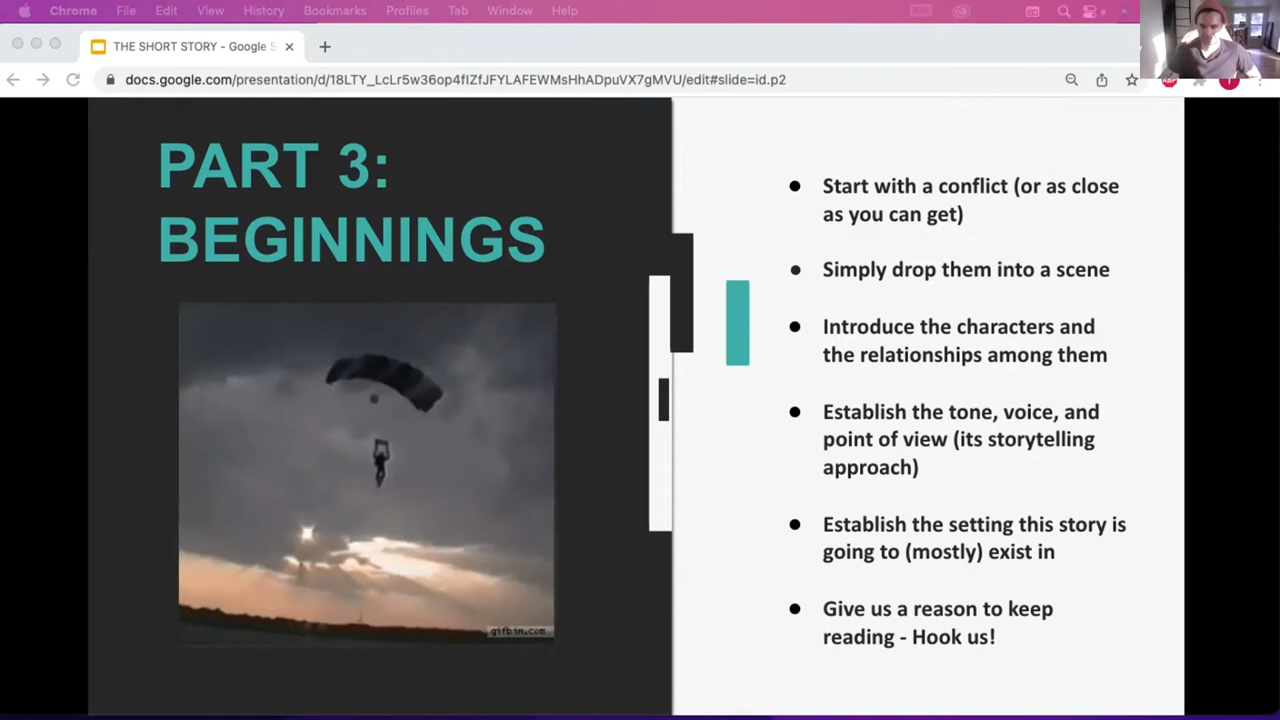 Chrome File Edit View History Bookmarks Profiles Tab Window Help
THE SHORT STORY - Google S
docs.google.com/presentation/d/18LTY_LcLr5w36op4fIZfJFYLAFEWMsHhADpuVX7gMVU/edit#slide=id.p2
PART 3:
BEGINNINGS
gifbin.com
● Start with a conflict (or as close
as you can get)
● Simply drop them into a scene
● Introduce the characters and
the relationships among them
● Establish the tone, voice, and
point of view (its storytelling
approach)
● Establish the setting this story is
going to (mostly) exist in
● Give us a reason to keep
reading - Hook us!